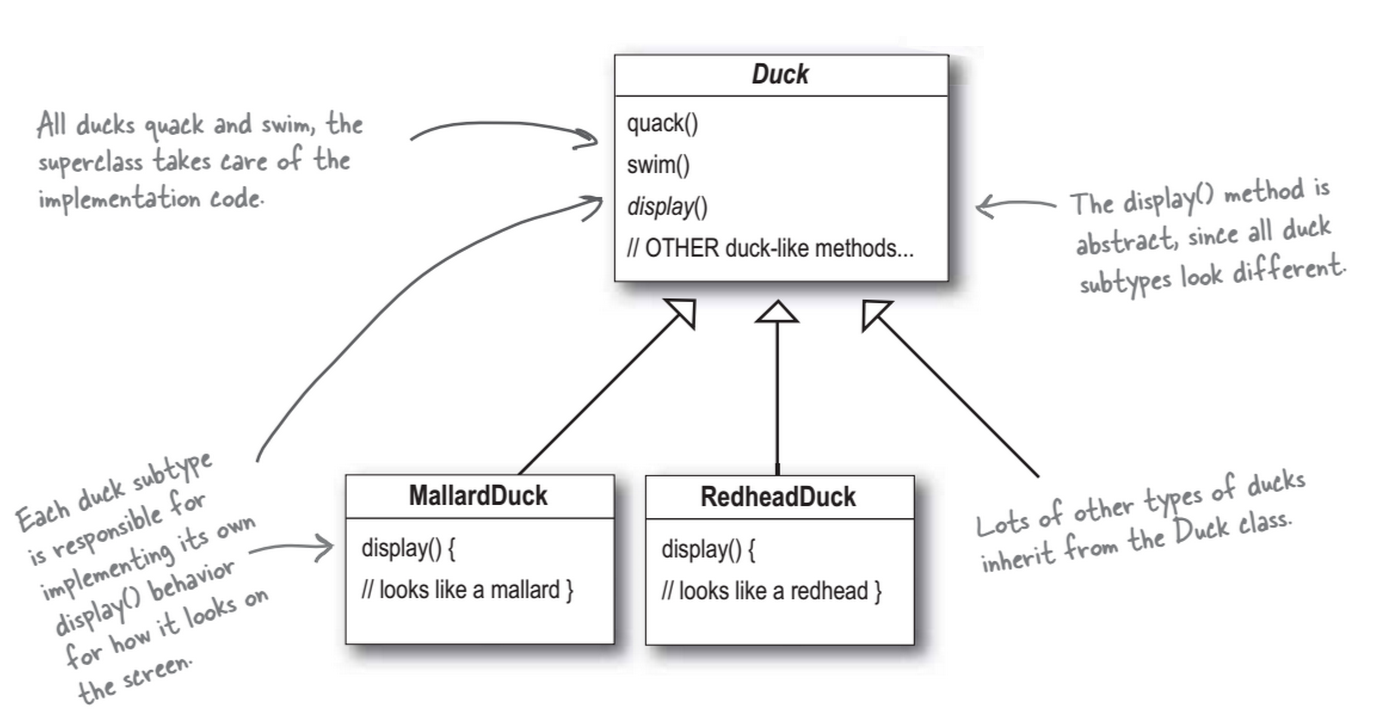 Duck
quack()
swim()
display()
// OTHER duck-like methods...
All ducks quack and swim, the
superclass takes care of the
implementation code.
The display() method is
abstract, since all duck
subtypes look different.
Each duck subtype
is responsible for
implementing its own
display() behavior
for how it looks on
the screen.
MallardDuck
display() {
// looks like a mallard }
RedheadDuck
display() {
// looks like a redhead }
Lots of other types of ducks
inherit from the Duck class.